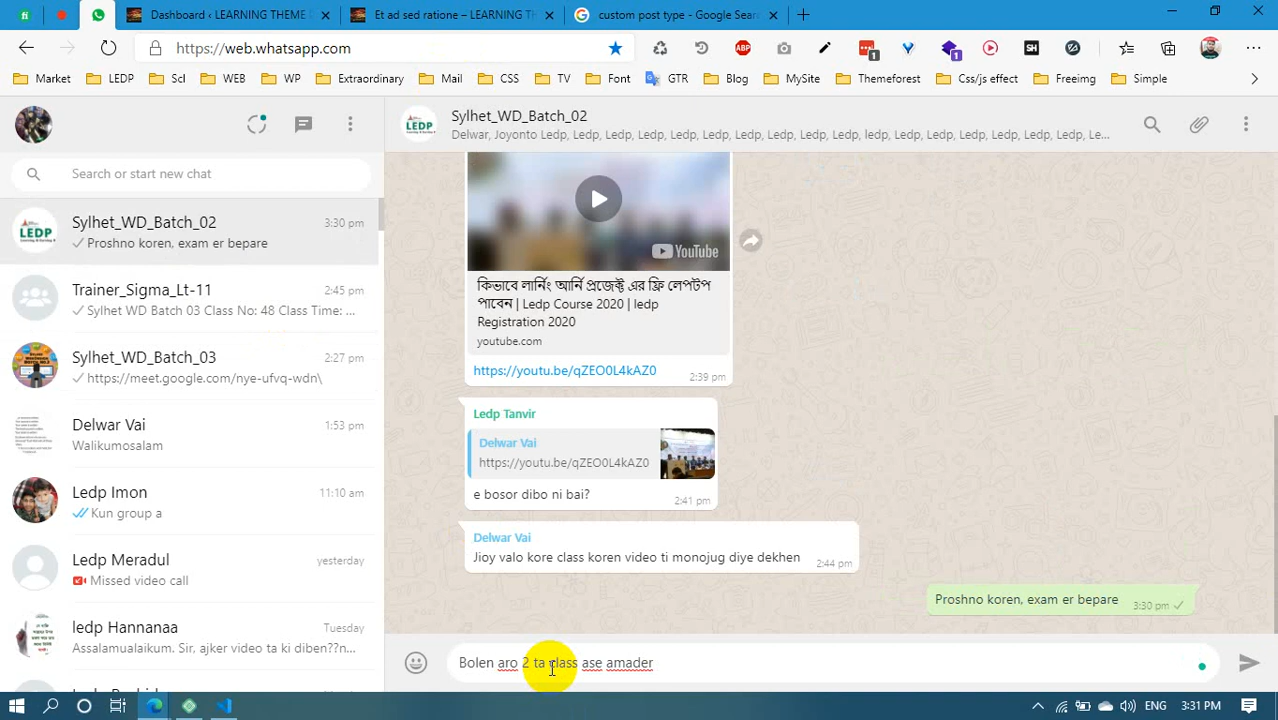 Dashboard ‹ LEARNING THEME D
Et ad sed ratione – LEARNING TH
custom post type - Google Searc
https://web.whatsapp.com
ABP
SH
1
1
Market
LEDP
Scl
WEB
WP
Extraordinary
Mail
CSS
TV
Font
GTR
Blog
MySite
Themeforest
Css/js effect
Freeimg
Simple
Sylhet_WD_Batch_02
Delwar, Joyonto Ledp, Ledp, Ledp, Ledp, Ledp, Ledp, Ledp, Ledp, Ledp, Ledp, ledp, Ledp, Ledp, Ledp, Ledp, Ledp, Ledp, Le...
Search or start new chat
Sylhet_WD_Batch_02
3:30 pm
Proshno koren, exam er bepare
Trainer_Sigma_Lt-11
2:45 pm
Sylhet WD Batch 03 Class No: 48 Class Time: ...
Sylhet_WD_Batch_03
2:27 pm
https://meet.google.com/nye-ufvq-wdn\
Delwar Vai
1:53 pm
Walikumosalam
Ledp Imon
11:10 am
Kun group a
Ledp Meradul
yesterday
Missed video call
ledp Hannanaa
Tuesday
Assalamualaikum. Sir, ajker video ta ki diben??n...
LEDP
YouTube
কিভাবে লার্নিং আর্নি প্রজেক্ট এর ফ্রি লেপটপ
পাবেন | Ledp Course 2020 | ledp
Registration 2020
youtube.com
https://youtu.be/qZEO0L4kAZ0
2:39 pm
Ledp Tanvir
Delwar Vai
https://youtu.be/qZEO0L4kAZ0
e bosor dibo ni bai?
2:41 pm
Delwar Vai
Jioy valo kore class koren video ti monojug diye dekhen
2:44 pm
Proshno koren, exam er bepare
3:30 pm
Bolen aro 2 ta class ase amader
ENG
3:31 PM